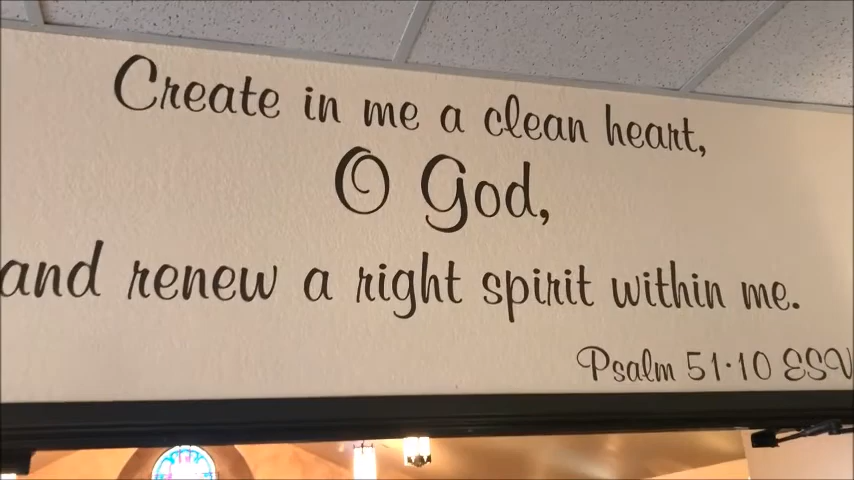 Create in me a clean heart,
O God,
and renew a right spirit within me.
Psalm 51·10 ESV